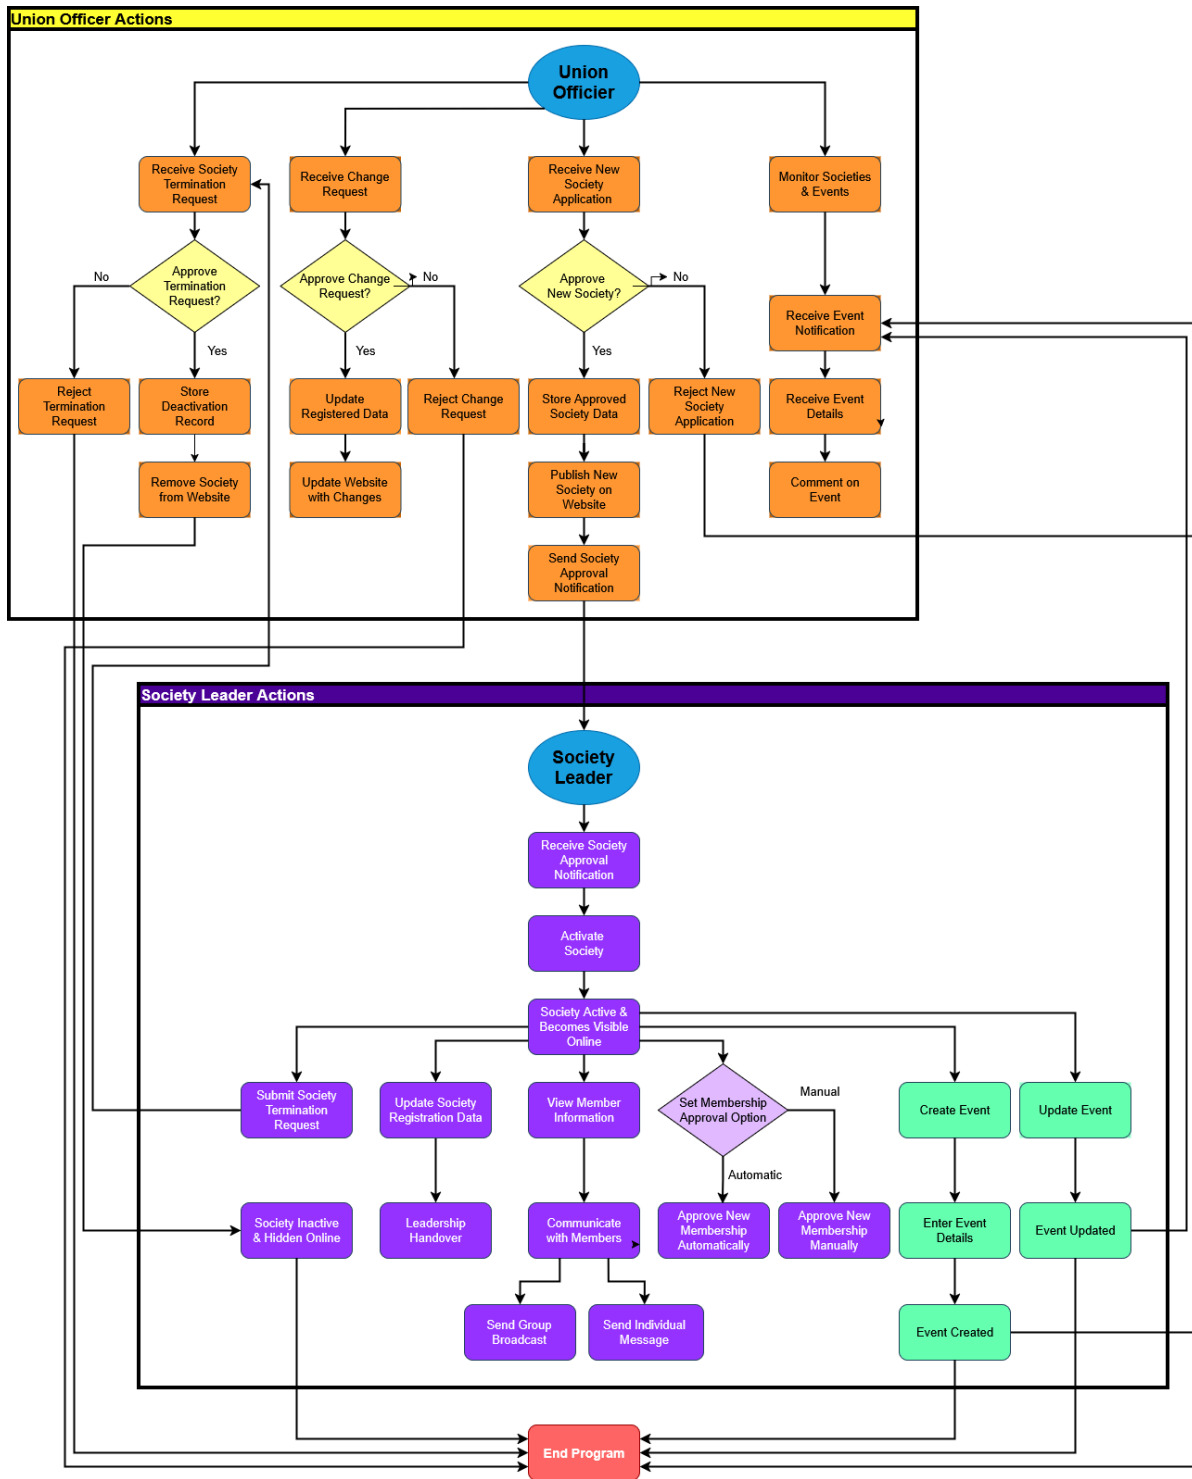 Union Officer Actions
Union
Officier
Receive Society
Termination
Request
Receive Change
Request
Receive New
Society
Application
Monitor Societies
& Events
No
Approve
Termination
Request?
Approve Change
Request?
No
Approve
New Society?
No
Receive Event
Notification
Yes
Yes
Yes
Reject
Termination
Request
Store
Deactivation
Record
Update
Registered Data
Reject Change
Request
Store Approved
Society Data
Reject New
Society
Application
Receive Event
Details
Remove Society
from Website
Update Website
with Changes
Publish New
Society on
Website
Comment on
Event
Send Society
Approval
Notification
Society Leader Actions
Society
Leader
Receive Society
Approval
Notification
Activate
Society
Society Active &
Becomes Visible
Online
Submit Society
Termination
Request
Update Society
Registration Data
View Member
Information
Set Membership
Approval Option
Manual
Create Event
Update Event
Automatic
Society Inactive
& Hidden Online
Leadership
Handover
Communicate
with Members
Approve New
Membership
Automatically
Approve New
Membership
Manually
Enter Event
Details
Event Updated
Send Group
Broadcast
Send Individual
Message
Event Created
End Program